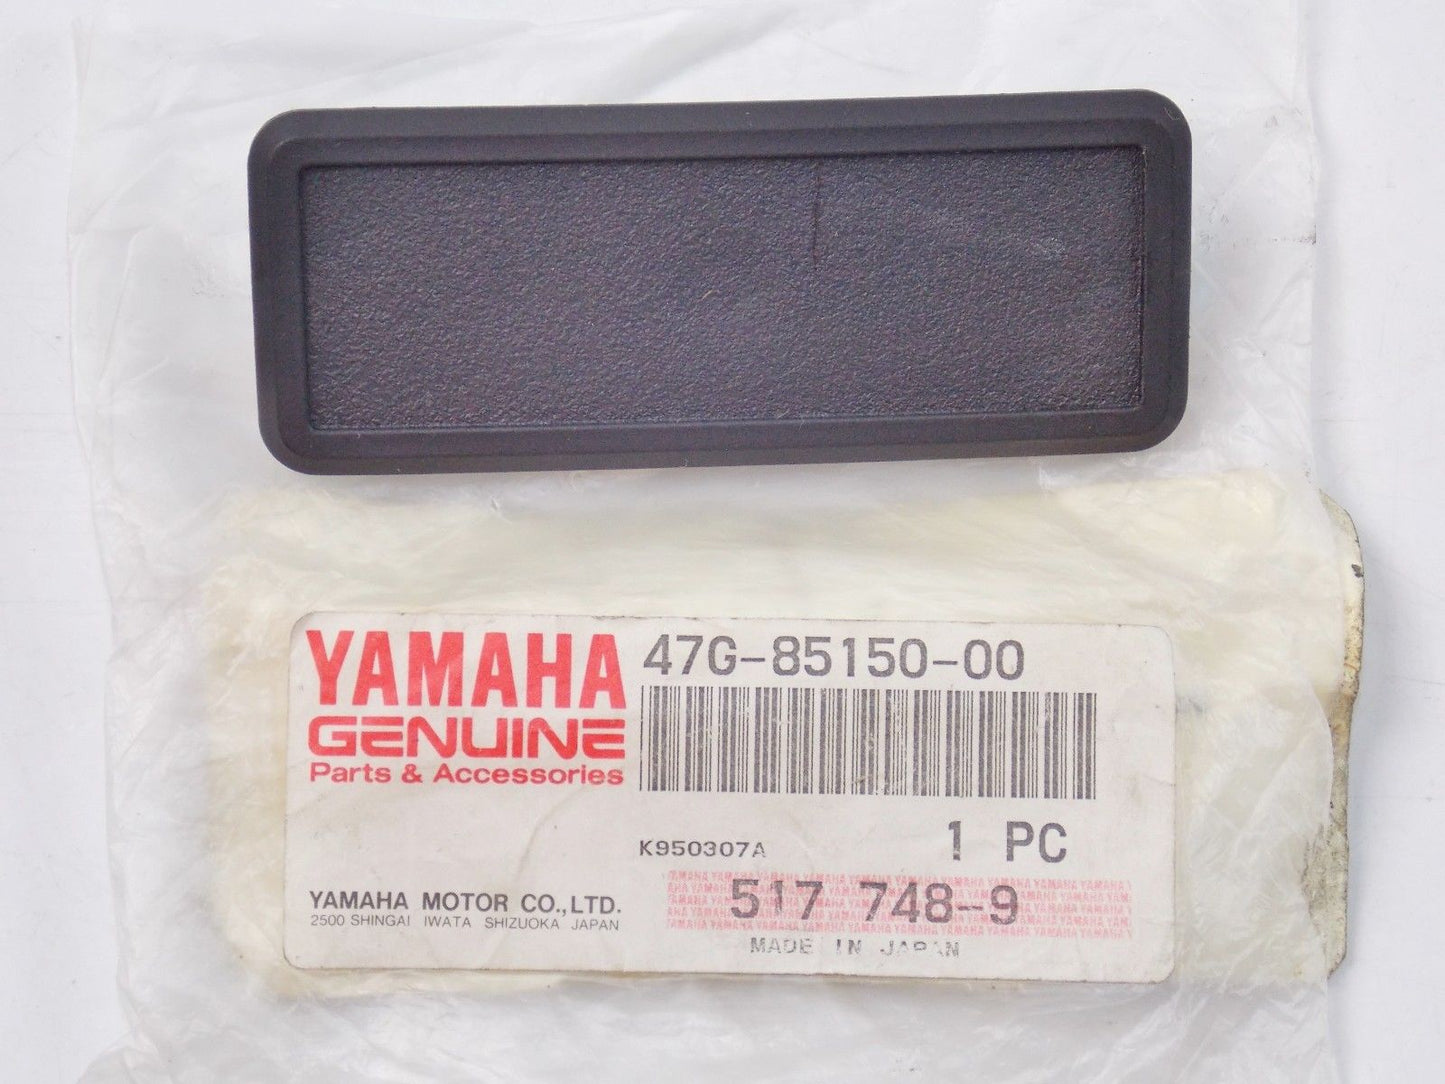 YAMAHA
GENUINE
Parts & Accessories
47G-85150-00
1 PC
K950307A
YAMAHA MOTOR CO.,LTD.
2500 SHINGAI IWATA SHIZUOKA JAPAN
517 748-9
MADE IN JAPAN